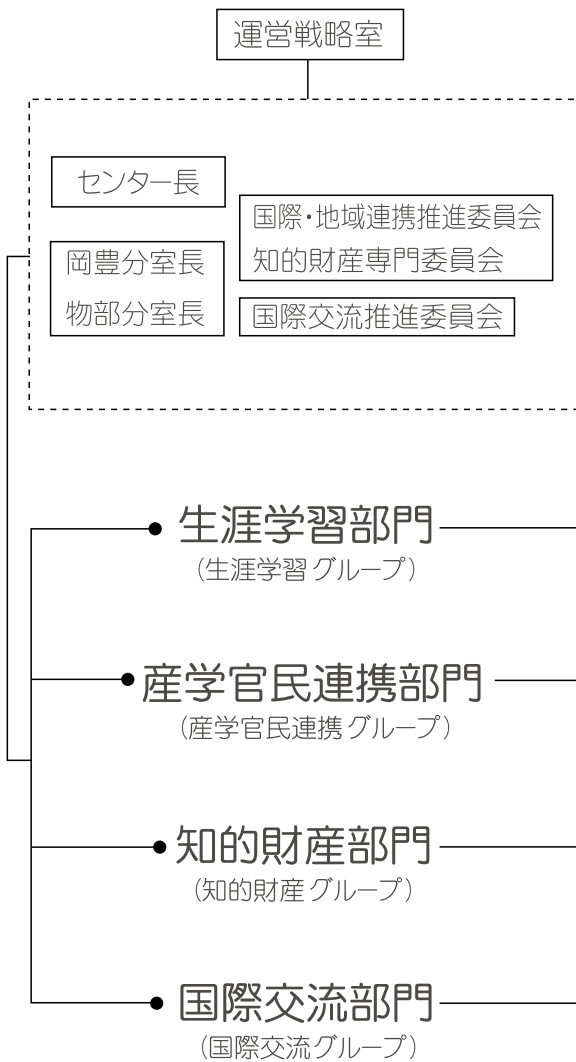 運営戦略室
センター長
国際・地域連携推進委員会
知的財産専門委員会
岡豊分室長
物部分室長
国際交流推進委員会
生涯学習部門
（生涯学習グループ）
産学官民連携部門
（産学官民連携グループ）
知的財産部門
（知的財産グループ）
国際交流部門
（国際交流グループ）